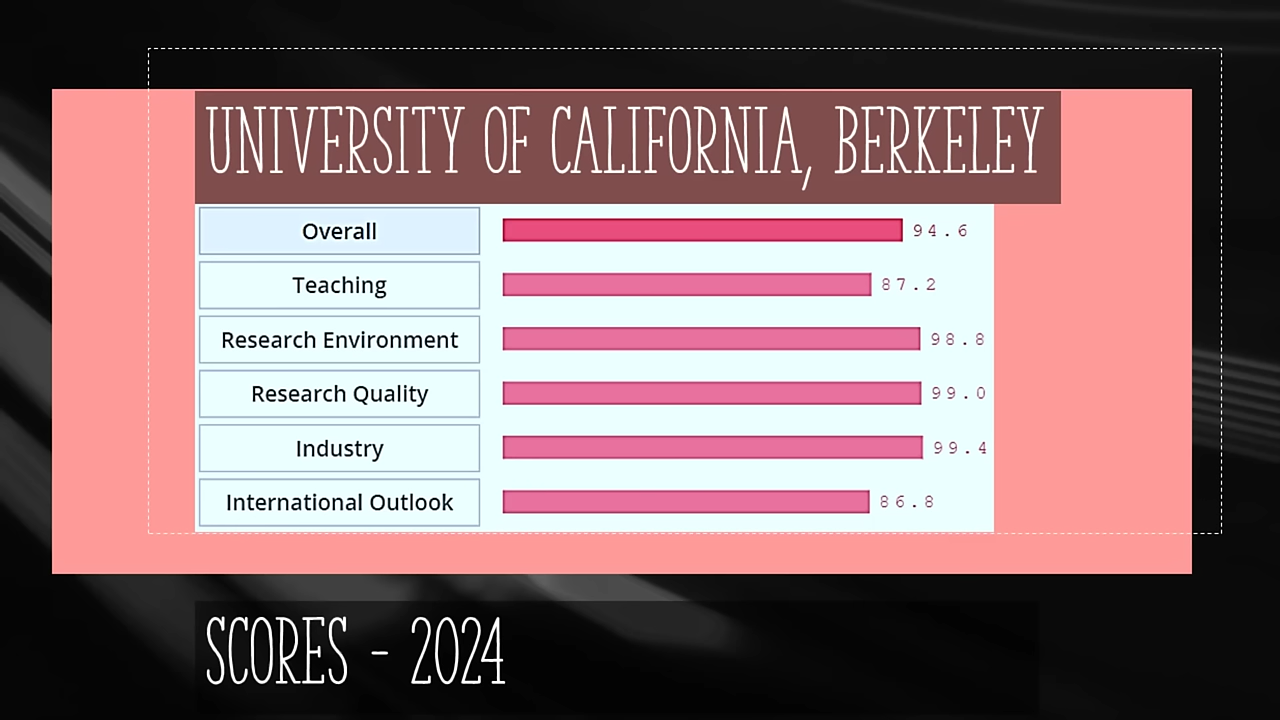 UNIVERSITY OF CALIFORNIA, BERKELEY
Overall 94.6
Teaching 87.2
Research Environment 98.8
Research Quality 99.0
Industry 99.4
International Outlook 86.8
SCORES - 2024